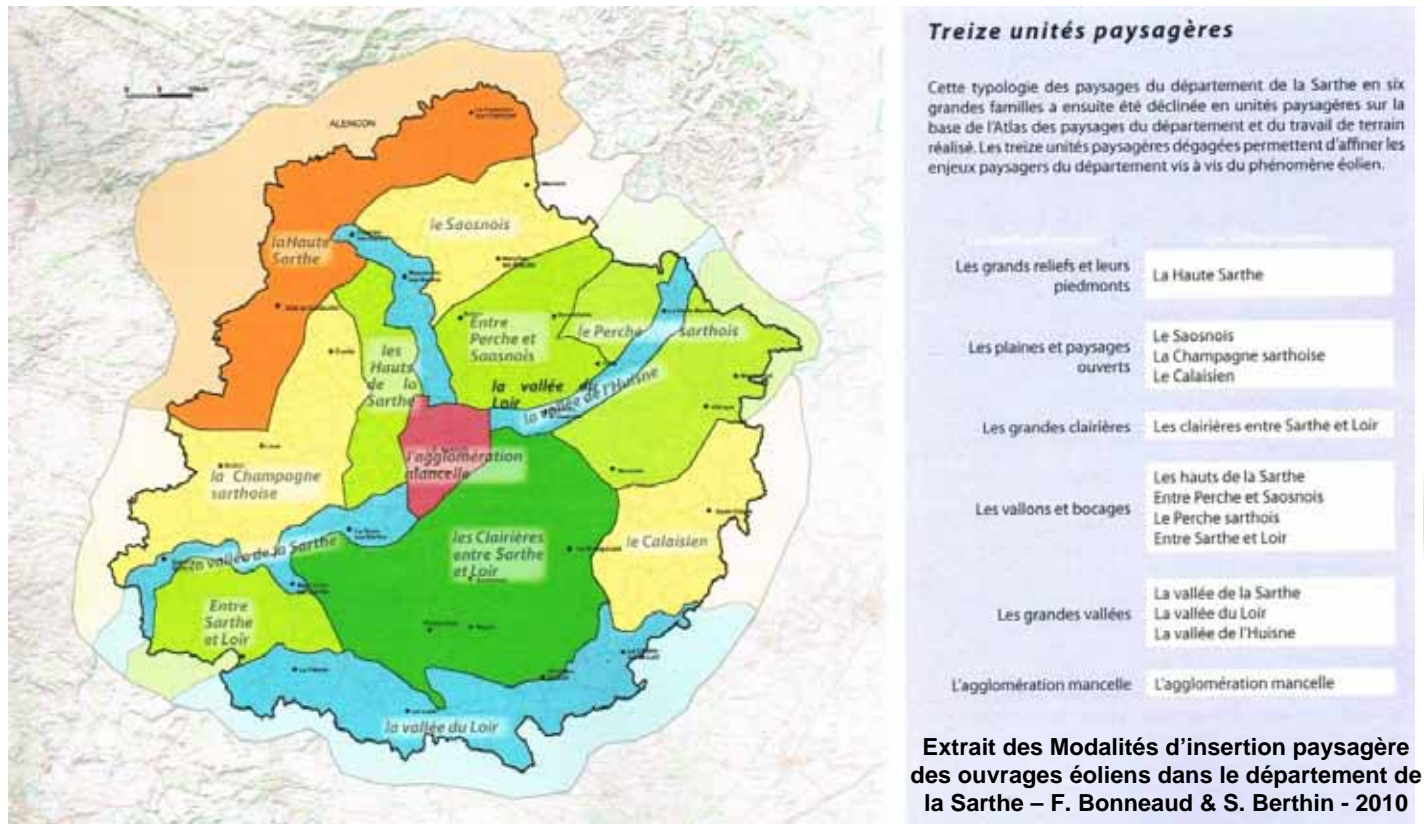 ALENÇON
la Haute
Sarthe
le Saosnois
les
Hauts
de la
Sarthe
Entre
Perche et
Saosnois
le Perche sarthois
la vallée du
Loir
la vallée de l'Huisne
l'agglomération
mancelle
la Champagne
sarthoise
la vallée de la Sarthe
les Clairières
entre Sarthe
et Loir
le Calaisien
Entre
Sarthe
et Loir
la vallée du Loir
Treize unités paysagères
Cette typologie des paysages du département de la Sarthe en six
grandes familles a ensuite été déclinée en unités paysagères sur la
base de l'Atlas des paysages du département et du travail de terrain
réalisé. Les treize unités paysagères dégagées permettent d'affiner les
enjeux paysagers du département vis à vis du phénomène éolien.
Les grands reliefs et leurs
piedmonts
La Haute Sarthe
Les plaines et paysages
ouverts
Le Saosnois
La Champagne sarthoise
Le Calaisien
Les grandes clairières
Les clairières entre Sarthe et Loir
Les vallons et bocages
Les hauts de la Sarthe
Entre Perche et Saosnois
Le Perche sarthois
Entre Sarthe et Loir
Les grandes vallées
La vallée de la Sarthe
La vallée du Loir
La vallée de l'Huisne
L'agglomération mancelle
L'agglomération mancelle
Extrait des Modalités d'insertion paysagère
des ouvrages éoliens dans le département de
la Sarthe – F. Bonneaud & S. Berthin - 2010